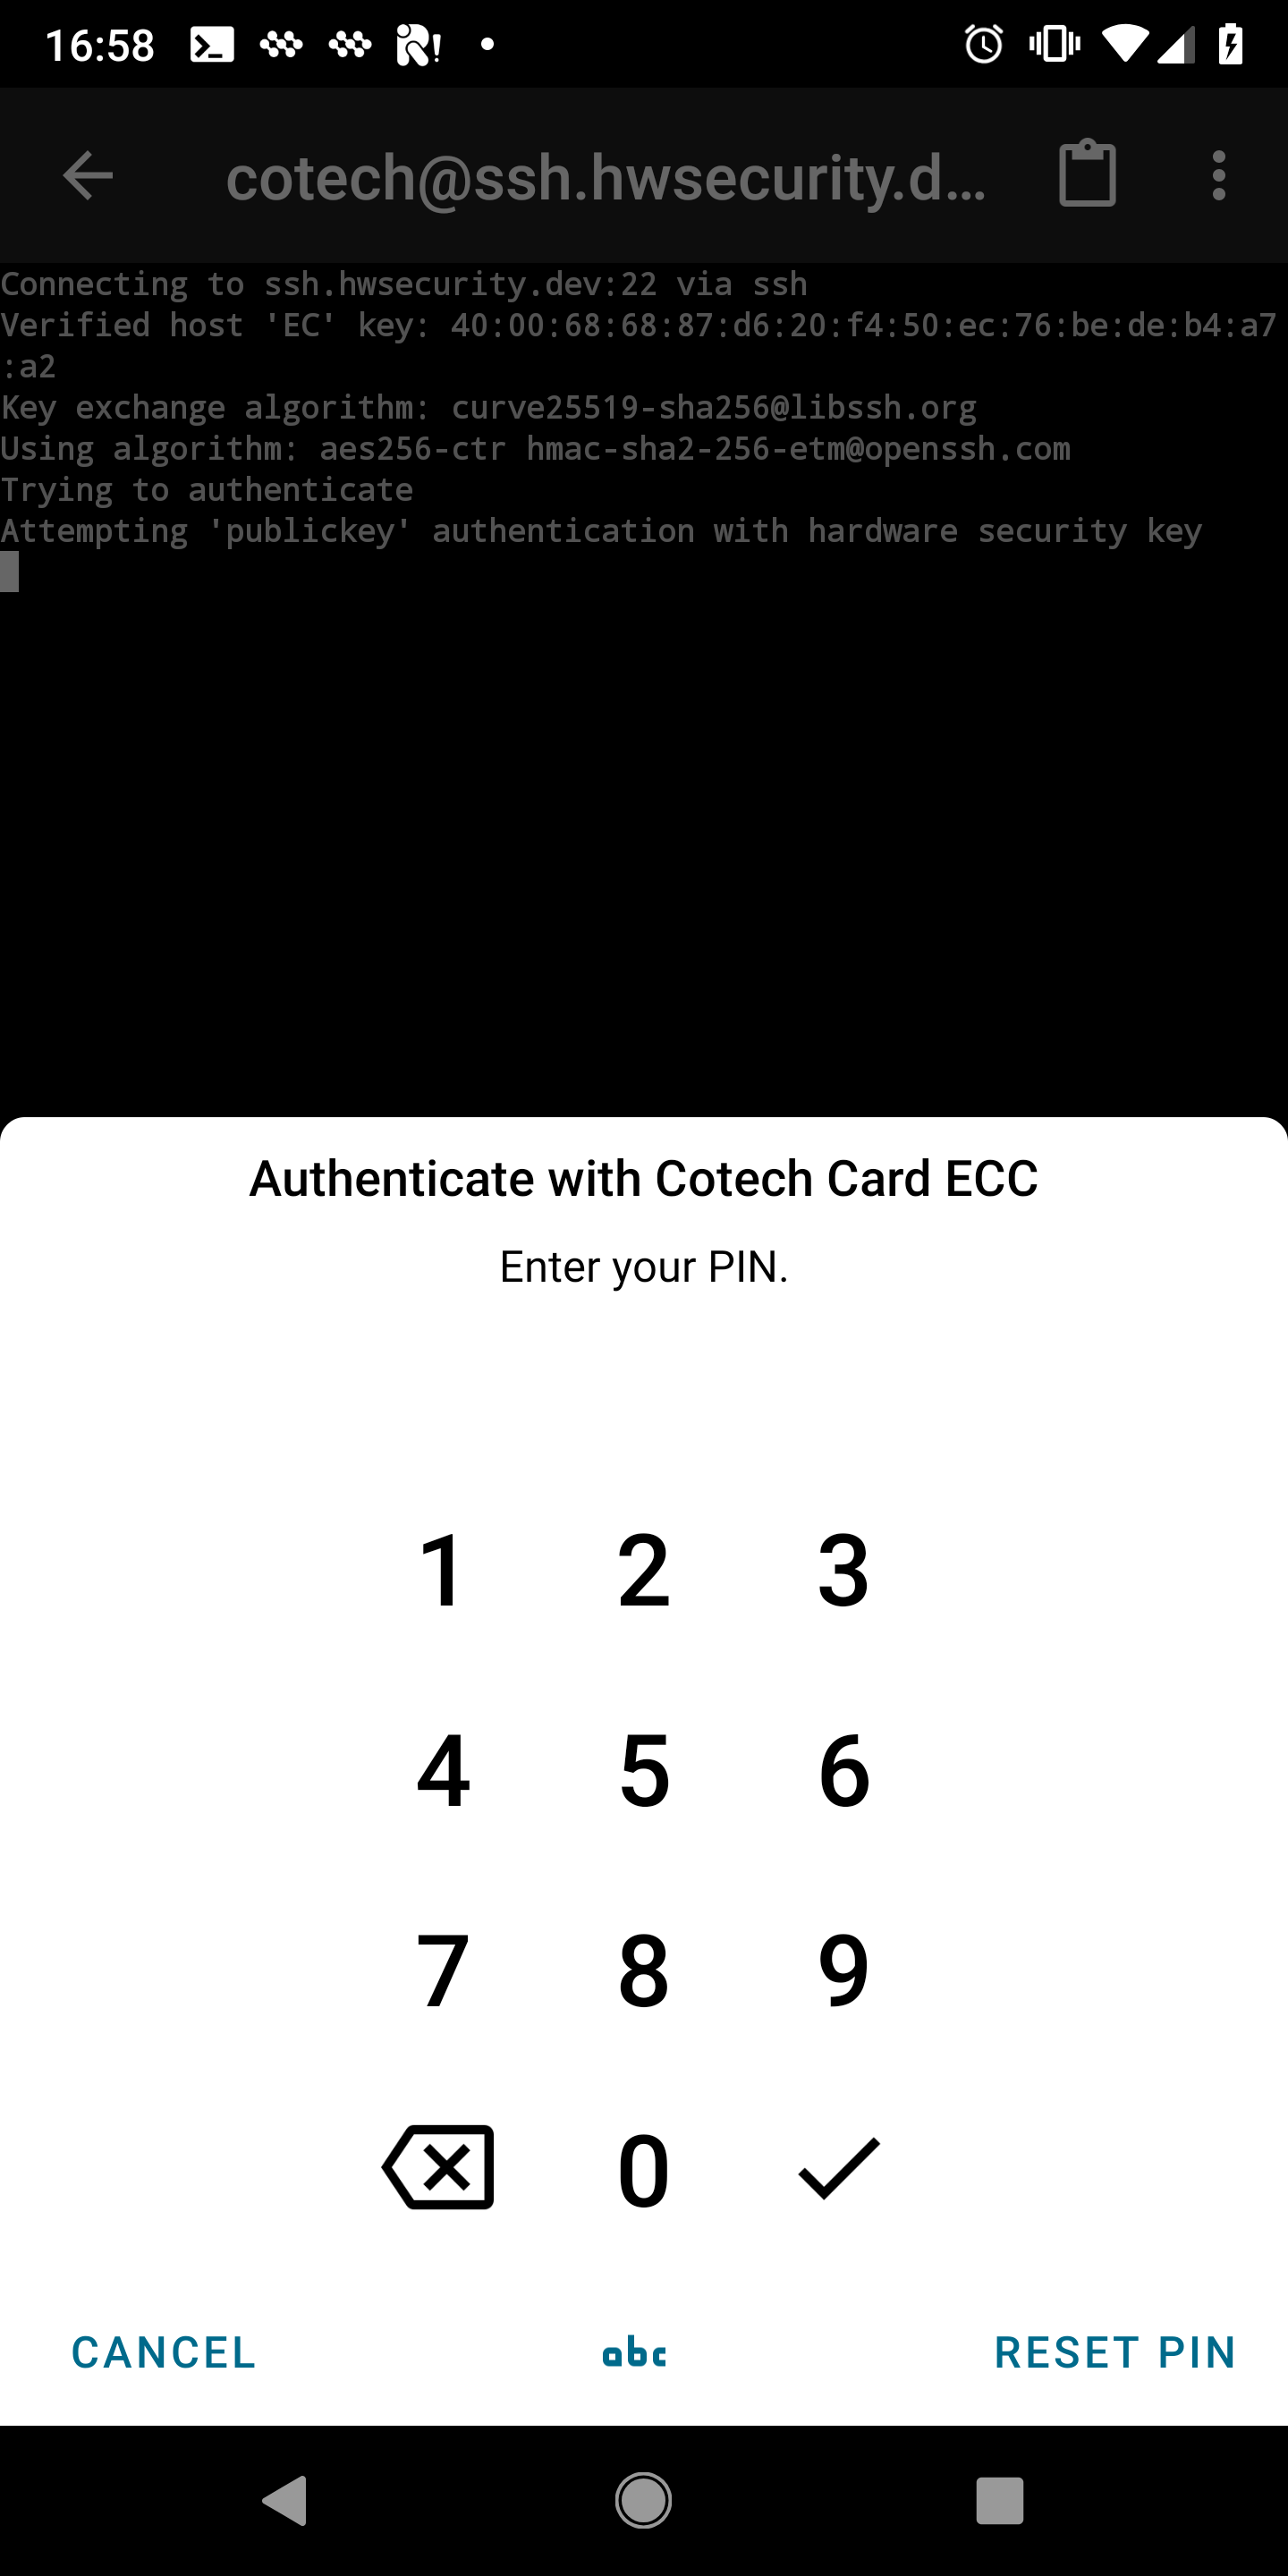 16:58
cotech@ssh.hwsecurity.d...
Connecting to ssh.hwsecurity.dev:22 via ssh
Verified host 'EC' key: 40:00:68:68:87:d6:20:f4:50:ec:76:be:de:b4:a7
:a2
Key exchange algorithm: curve25519-sha256@libssh.org
Using algorithm: aes256-ctr hmac-sha2-256-etm@openssh.com
Trying to authenticate
Attempting 'publickey' authentication with hardware security key
Authenticate with Cotech Card ECC
Enter your PIN.
1 2 3
4 5 6
7 8 9
0
CANCEL abc RESET PIN